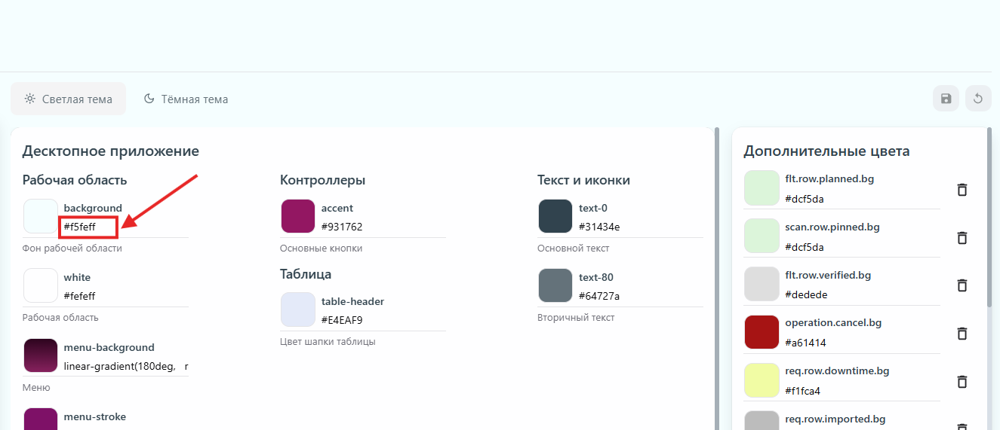 Светлая тема
Тёмная тема
Десктопное приложение
Рабочая область
background
#f5feff
Фон рабочей области
white
#fefeff
Рабочая область
menu-background
linear-gradient(180deg, r
Меню
menu-stroke
Контроллеры
accent
#931762
Основные кнопки
Таблица
table-header
#E4EAF9
Цвет шапки таблицы
Текст и иконки
text-0
#31434e
Основной текст
text-80
#64727a
Вторичный текст
Дополнительные цвета
flt.row.planned.bg
#dcf5da
scan.row.pinned.bg
#dcf5da
flt.row.verified.bg
#dedede
operation.cancel.bg
#a61414
req.row.downtime.bg
#f1fca4
req.row.imported.bg